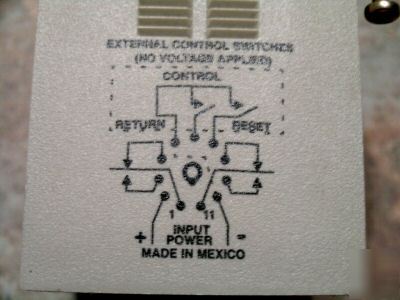 EXTERNAL CONTROL SWITCHES
(NO VOLTAGE APPLIED)
CONTROL
RETURN RESET
1 11
+ INPUT -
POWER
MADE IN MEXICO